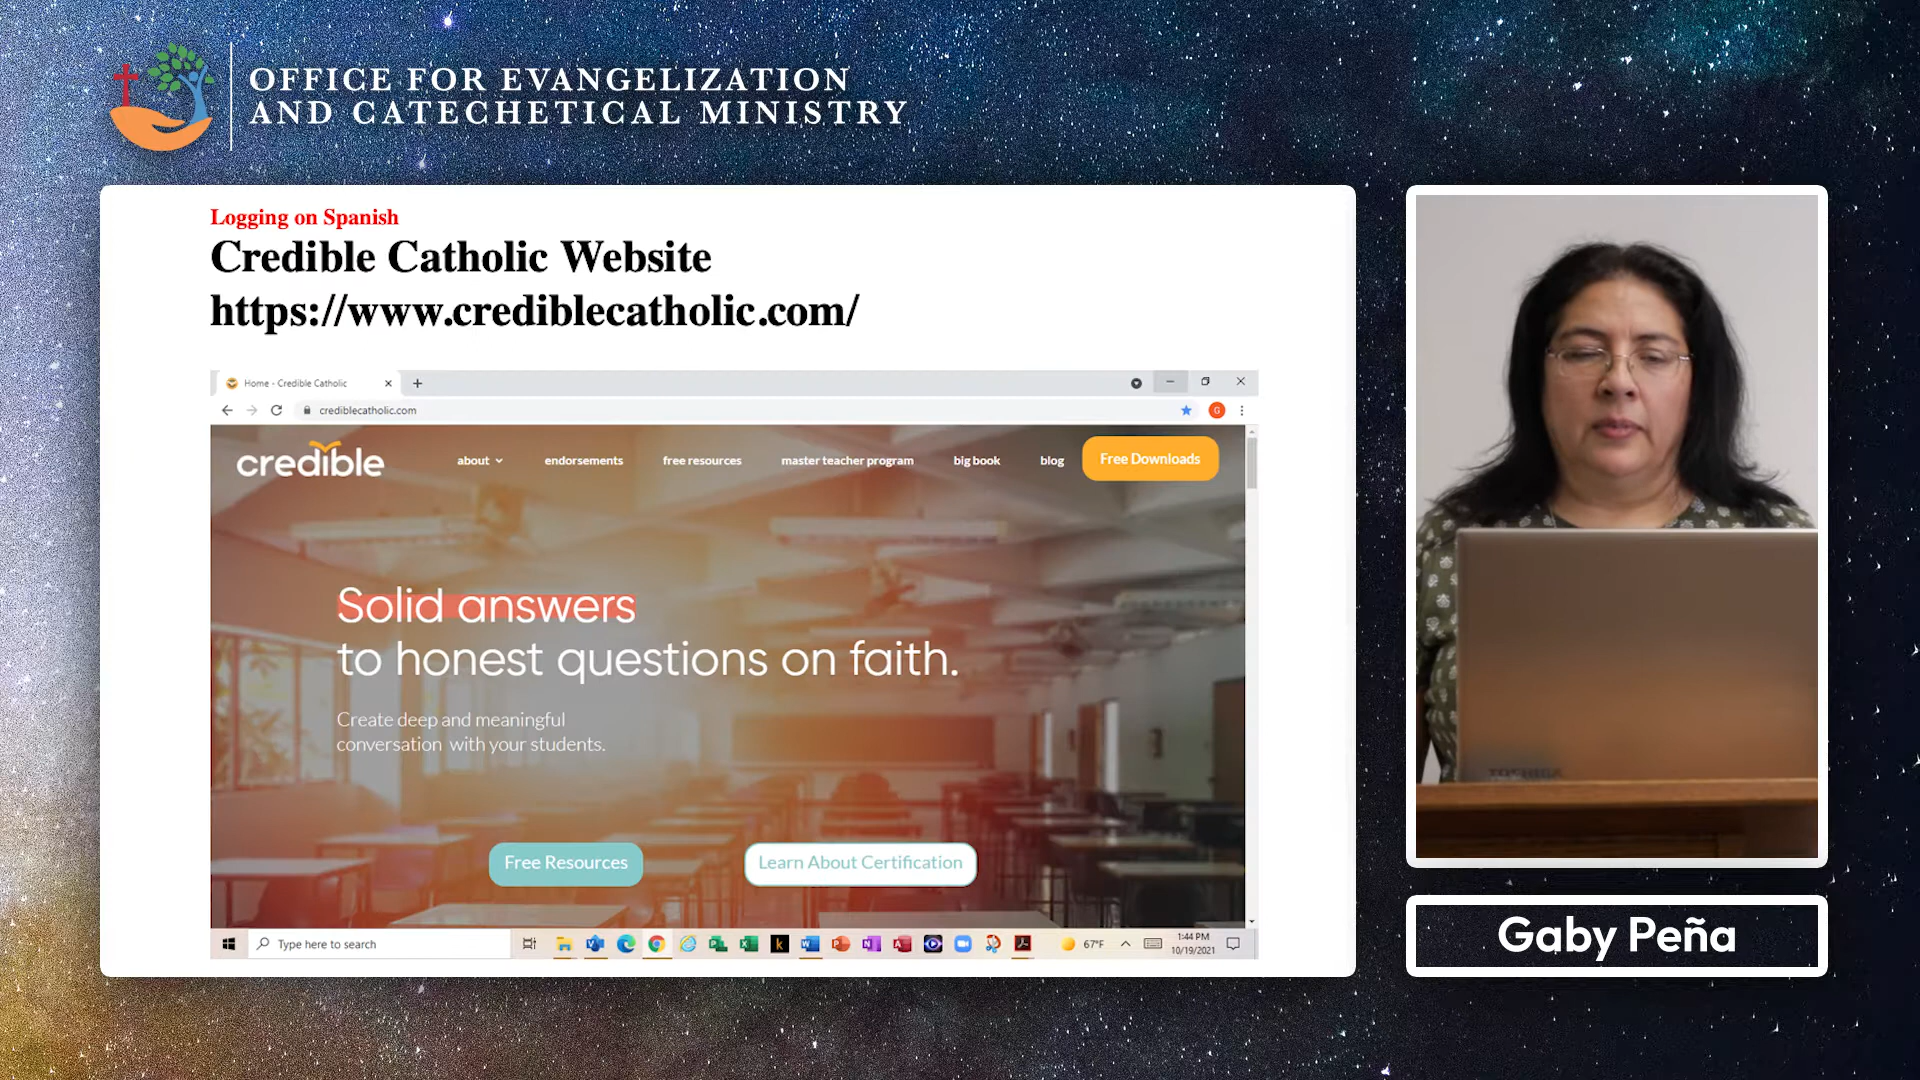 OFFICE FOR EVANGELIZATION
AND CATECHETICAL MINISTRY
Logging on Spanish
Credible Catholic Website
https://www.crediblecatholic.com/
Home - Credible Catholic
crediblecatholic.com
G
credible
about
endorsements
free resources
master teacher program
big book
blog
Free Downloads
Solid answers
to honest questions on faith.
Create deep and meaningful
conversation with your students.
Free Resources
Learn About Certification
Type here to search
67°F
1:44 PM
10/19/2021
TOSHIBA
Gaby Peña